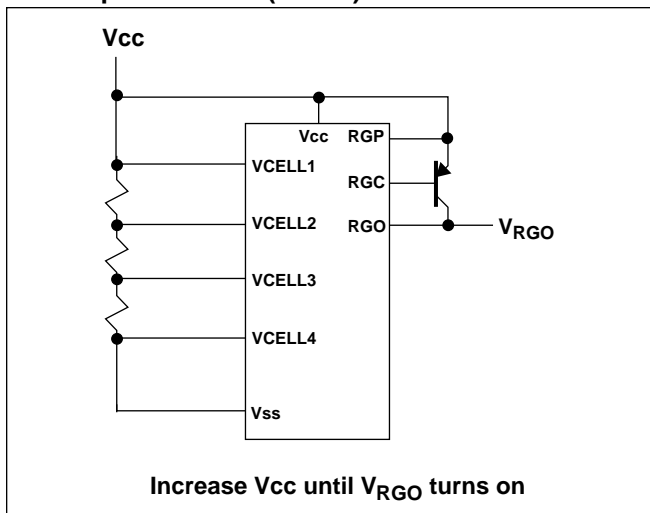 Vcc
Vcc RGP
VCELL1
RGC
VCELL2
RGO
VRGO
VCELL3
VCELL4
Vss
Increase Vcc until VRGO turns on